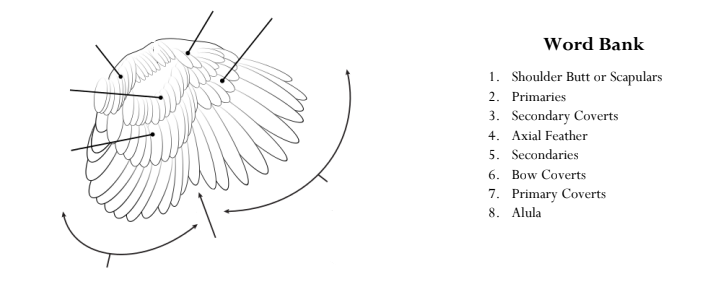 Word Bank
1. Shoulder Butt or Scapulars
2. Primaries
3. Secondary Coverts
4. Axial Feather
5. Secondaries
6. Bow Coverts
7. Primary Coverts
8. Alula